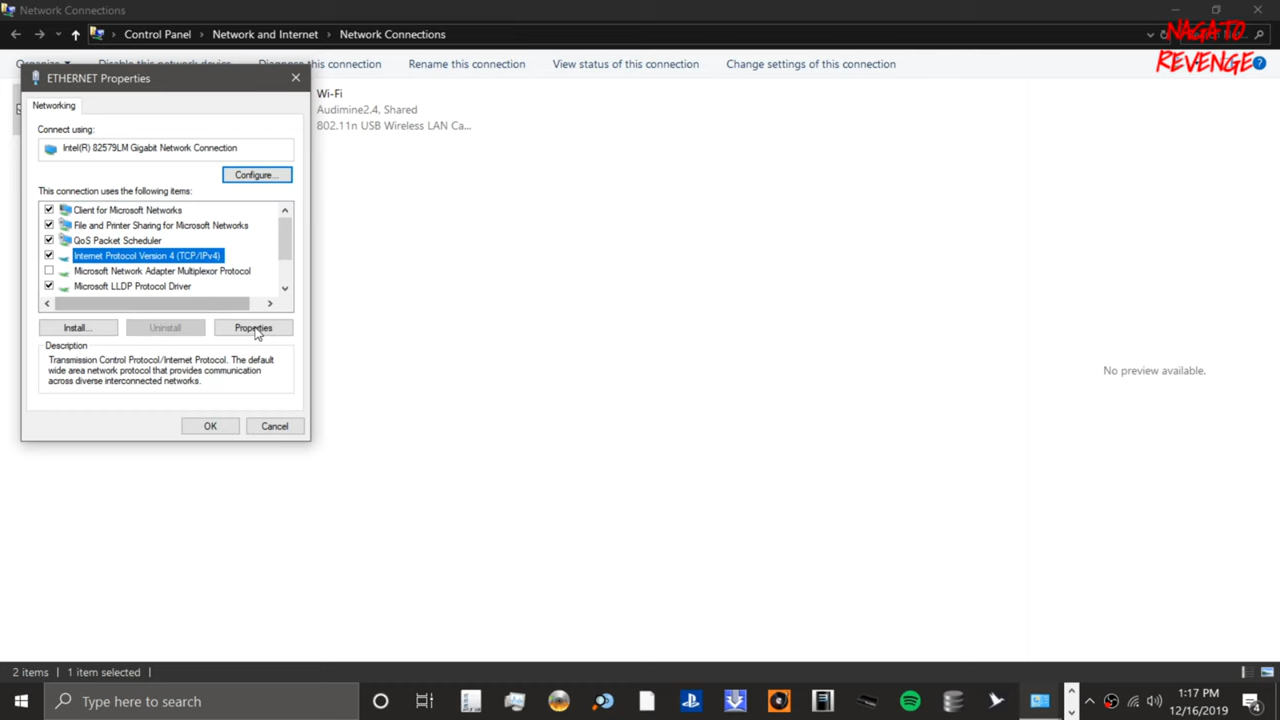 Network Connections
Control Panel > Network and Internet > Network Connections
NAGATO
REVENGE
Diagnose this connection Rename this connection View status of this connection Change settings of this connection
ETHERNET Properties
Networking
Connect using:
Intel(R) 82579LM Gigabit Network Connection
Configure...
This connection uses the following items:
Client for Microsoft Networks
File and Printer Sharing for Microsoft Networks
QoS Packet Scheduler
Internet Protocol Version 4 (TCP/IPv4)
Microsoft Network Adapter Multiplexor Protocol
Microsoft LLDP Protocol Driver
Install... Uninstall Properties
Description
Transmission Control Protocol/Internet Protocol. The default
wide area network protocol that provides communication
across diverse interconnected networks.
OK Cancel
Wi-Fi
Audimine2.4, Shared
802.11n USB Wireless LAN Ca...
No preview available.
2 items 1 item selected
Type here to search
1:17 PM
12/16/2019
4